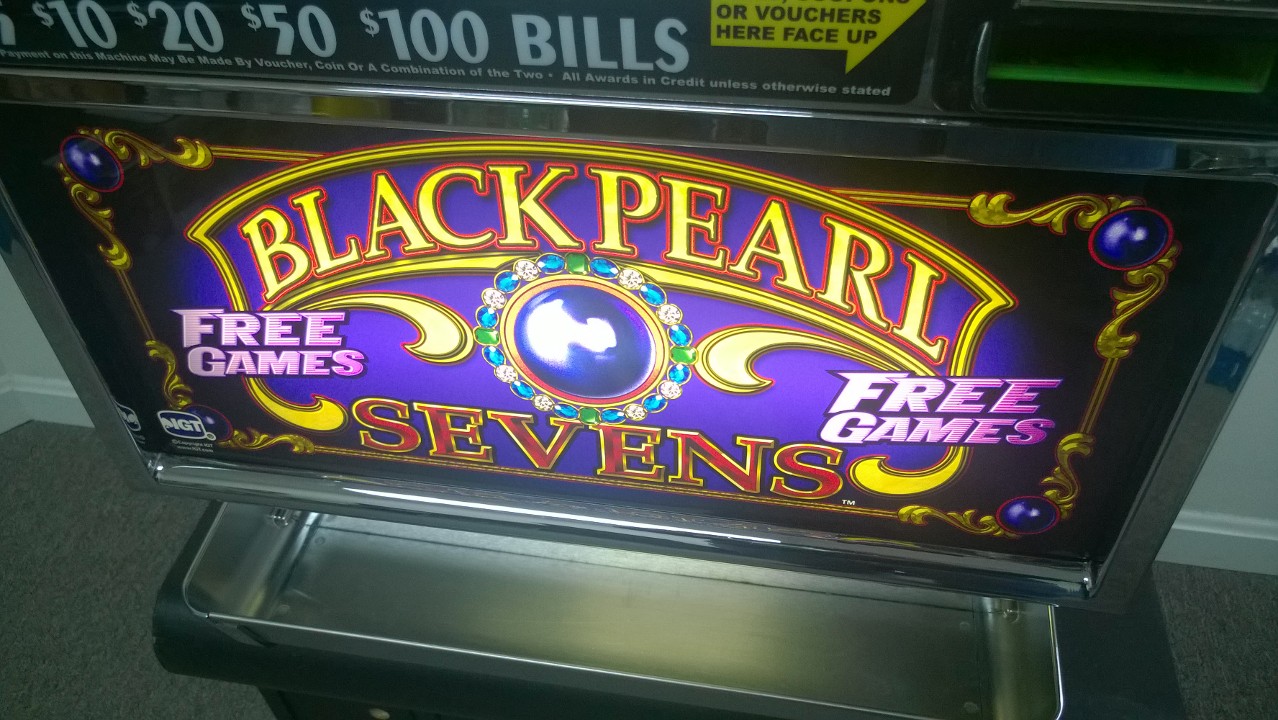 $10 $20 $50 $100 BILLS
OR VOUCHERS
HERE FACE UP
Payment on this Machine May Be Made By Voucher, Coin Or A Combination of the Two • All Awards in Credit unless otherwise stated
BLACK PEARL
FREE
GAMES
FREE
GAMES
SEVENS™
IGT